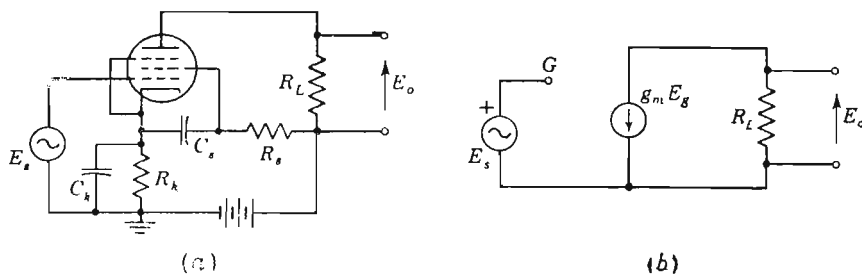 E_s
C_k
R_k
C_s
R_s
R_L
E_o
(a)
+
E_s
G
g_m E_g
R_L
E_o
(b)